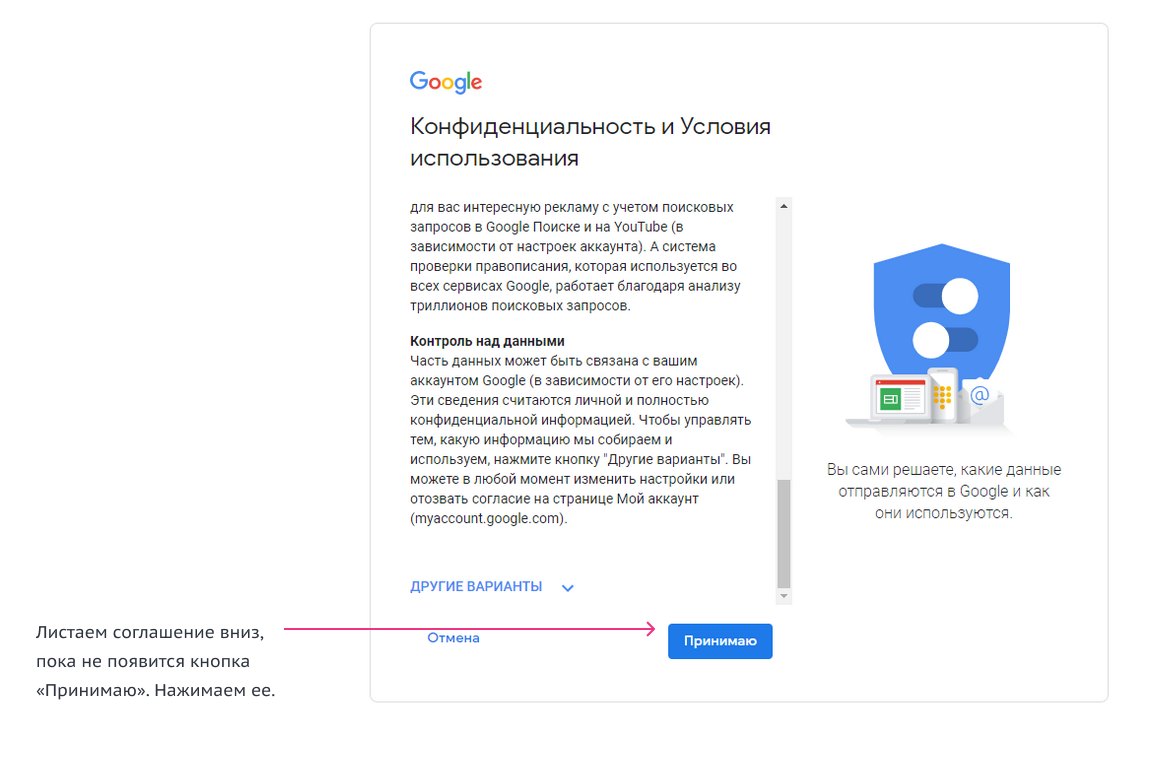 Google
Конфиденциальность и Условия
использования
для вас интересную рекламу с учетом поисковых
запросов в Google Поиске и на YouTube (в
зависимости от настроек аккаунта). А система
проверки правописания, которая используется во
всех сервисах Google, работает благодаря анализу
триллионов поисковых запросов.
Контроль над данными
Часть данных может быть связана с вашим
аккаунтом Google (в зависимости от его настроек).
Эти сведения считаются личной и полностью
конфиденциальной информацией. Чтобы управлять
тем, какую информацию мы собираем и
используем, нажмите кнопку "Другие варианты". Вы
можете в любой момент изменить настройки или
отозвать согласие на странице Мой аккаунт
(myaccount.google.com).
ДРУГИЕ ВАРИАНТЫ
@
Вы сами решаете, какие данные
отправляются в Google и как
они используются.
Листаем соглашение вниз,
пока не появится кнопка
«Принимаю». Нажимаем ее.
Отмена
Принимаю